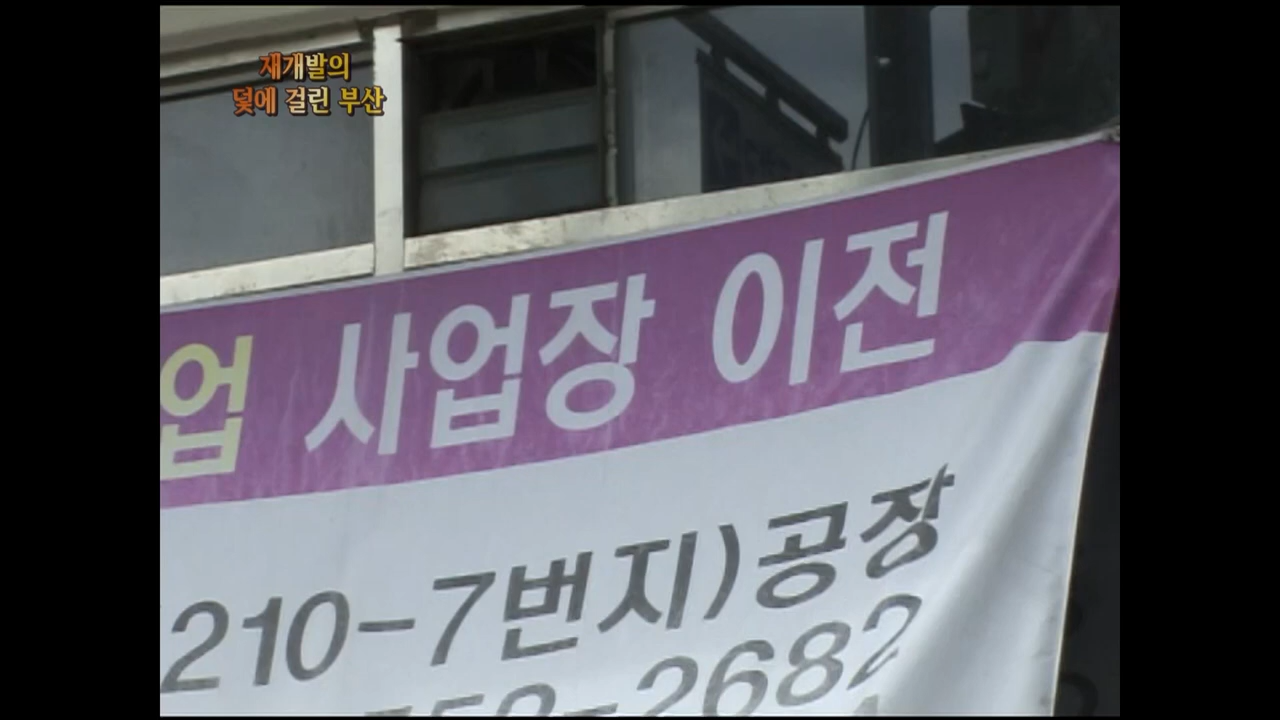 재개발의
덫에 걸린 부산
업 사업장 이전
210-7번지)공장
-2682